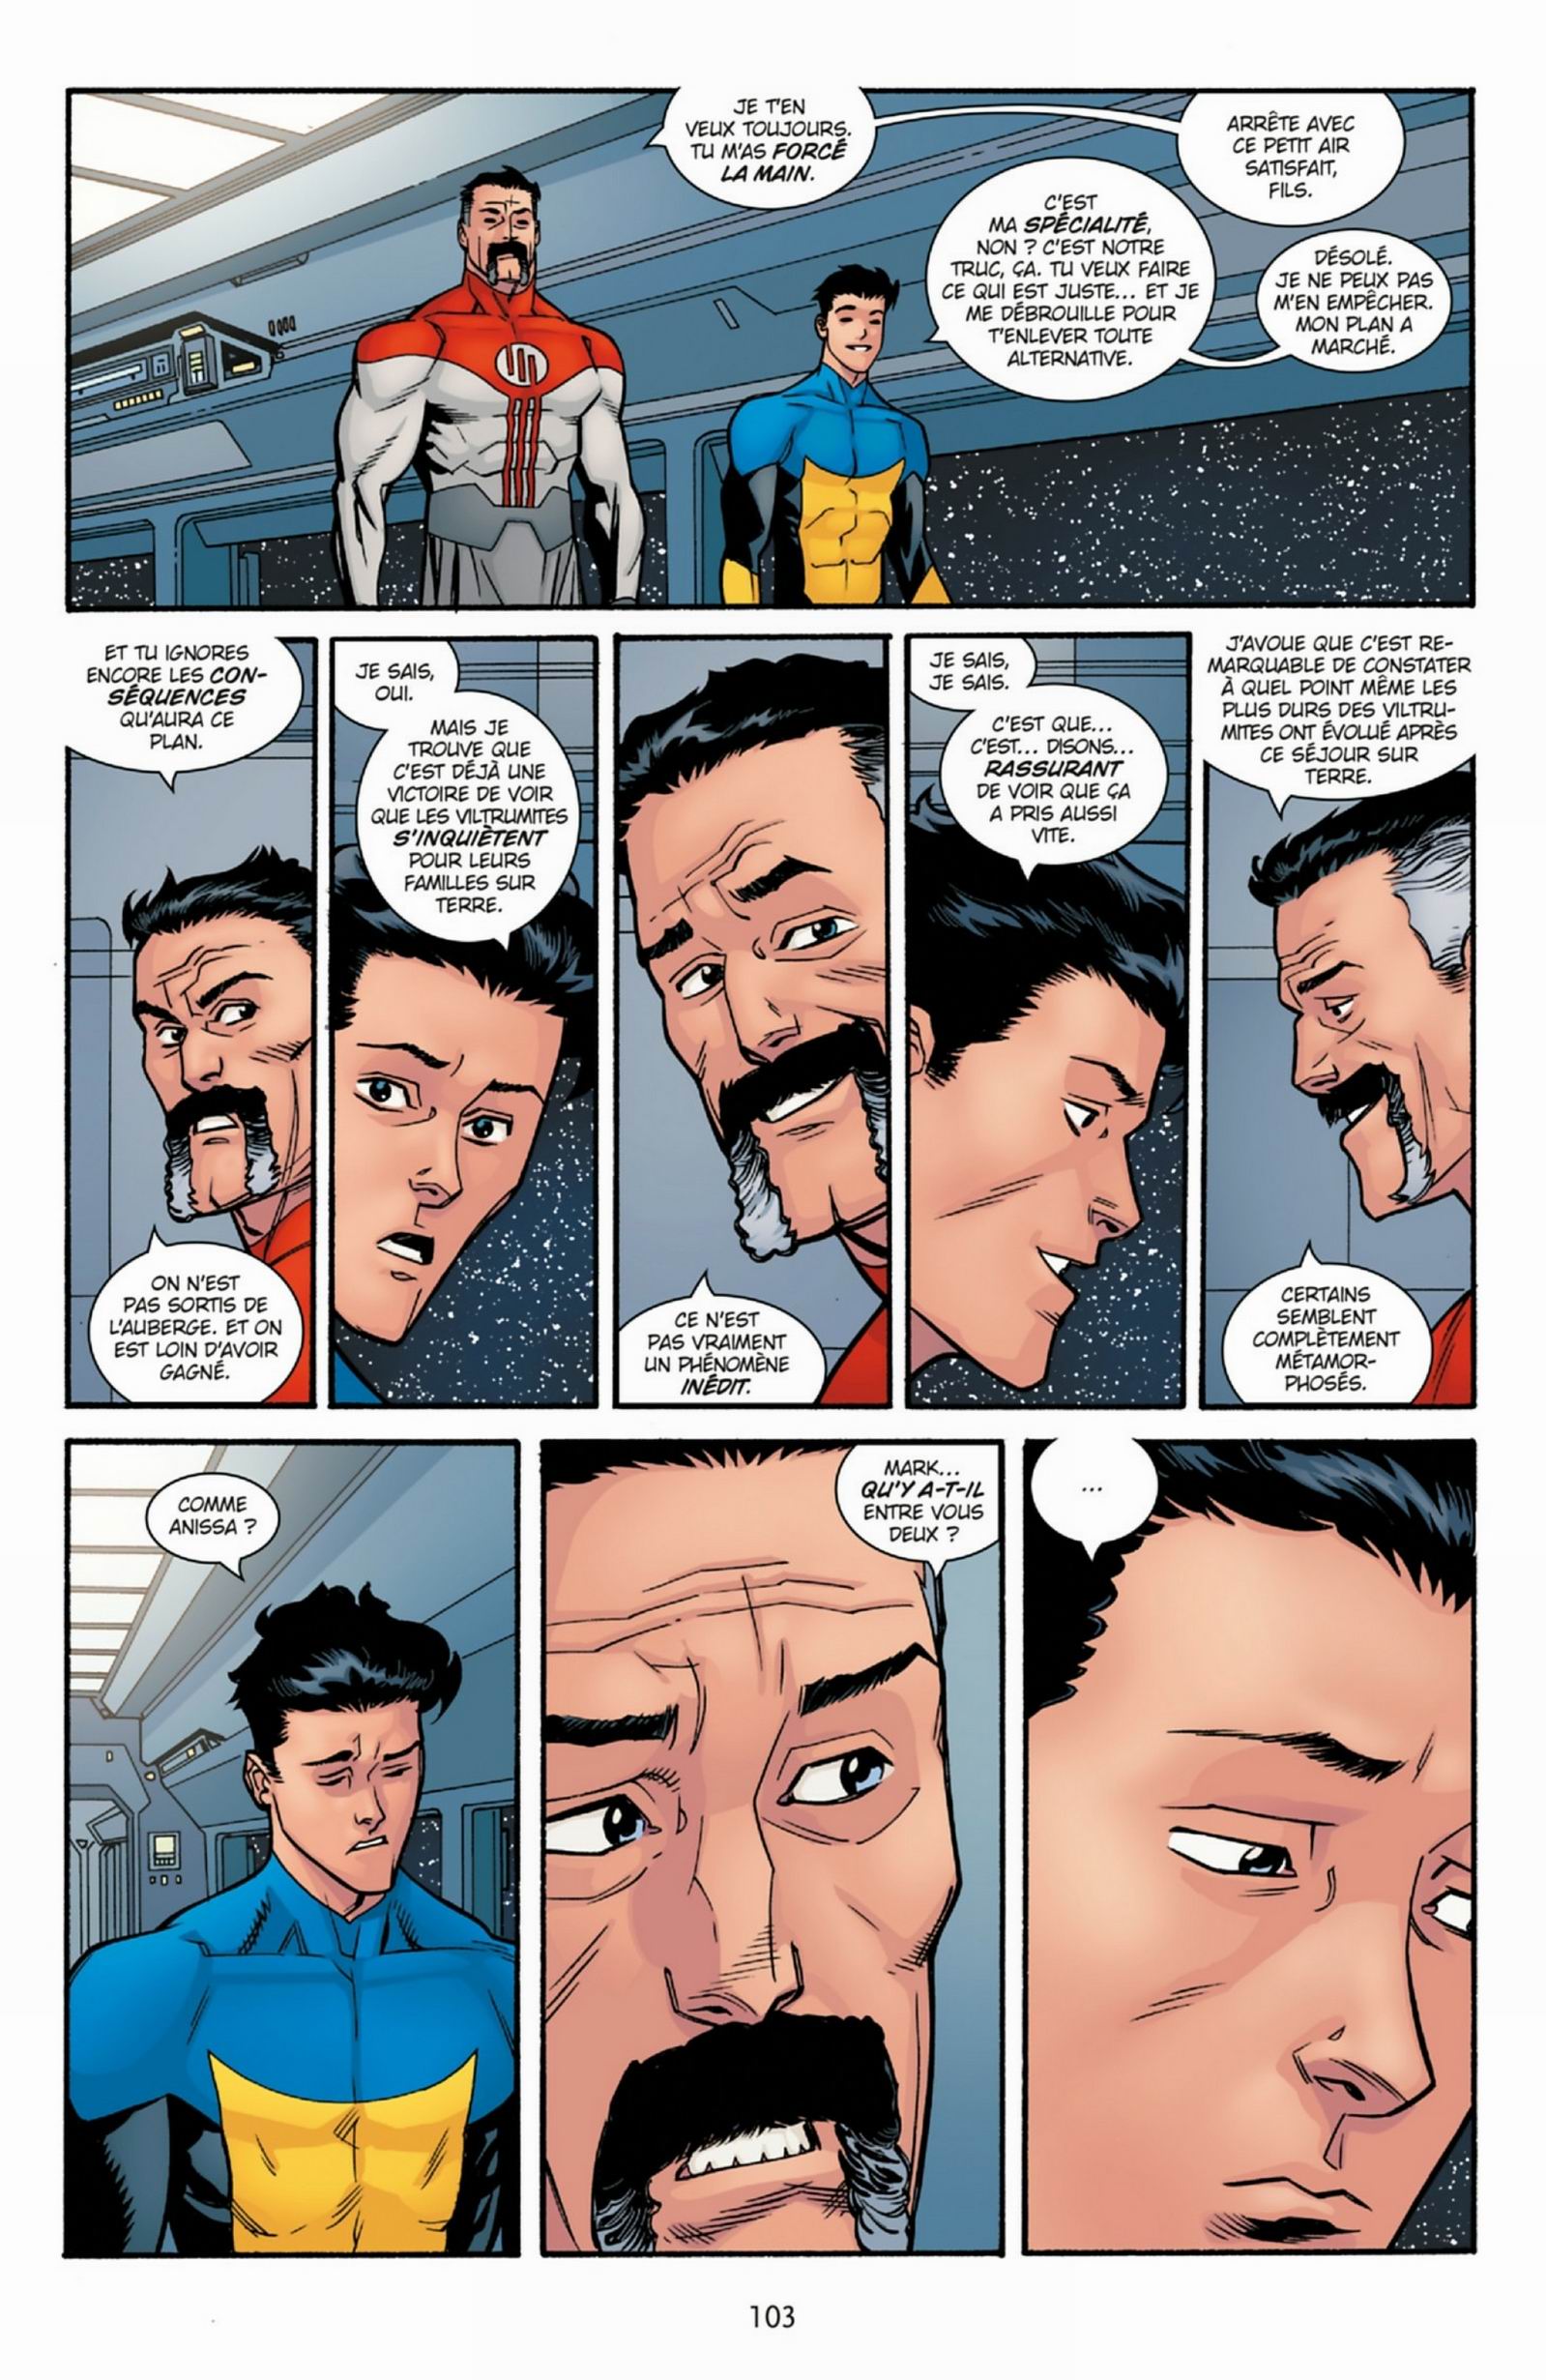 JE T'EN
VEUX TOUJOURS.
TU M'AS FORCÉ
LA MAIN.
ARRÊTE AVEC
CE PETIT AIR
SATISFAIT,
FILS.
C'EST
MA SPÉCIALITÉ,
NON ? C'EST NOTRE
TRUC, ÇA. TU VEUX FAIRE
CE QUI EST JUSTE... ET JE
ME DÉBROUILLE POUR
T'ENLEVER TOUTE
ALTERNATIVE.
DÉSOLÉ.
JE NE PEUX PAS
M'EN EMPÊCHER.
MON PLAN A
MARCHÉ.
ET TU IGNORES
ENCORE LES CON-
SÉQUENCES
QU'AURA CE
PLAN.
ON N'EST
PAS SORTIS DE
L'AUBERGE. ET ON
EST LOIN D'AVOIR
GAGNÉ.
JE SAIS,
OUI.
MAIS JE
TROUVE QUE
C'EST DÉJÀ UNE
VICTOIRE DE VOIR
QUE LES VILTRUMITES
S'INQUIÈTENT
POUR LEURS
FAMILLES SUR
TERRE.
CE N'EST
PAS VRAIMENT
UN PHÉNOMÈNE
INÉDIT.
JE SAIS,
JE SAIS.
C'EST QUE...
C'EST... DISONS...
RASSURANT
DE VOIR QUE ÇA
A PRIS AUSSI
VITE.
J'AVOUE QUE C'EST RE-
MARQUABLE DE CONSTATER
À QUEL POINT MÊME LES
PLUS DURS DES VILTRU-
MITES ONT ÉVOLUÉ APRÈS
CE SÉJOUR SUR
TERRE.
CERTAINS
SEMBLENT
COMPLÈTEMENT
MÉTAMOR-
PHOSÉS.
COMME
ANISSA ?
MARK...
QU'Y A-T-IL
ENTRE VOUS
DEUX ?
...
103